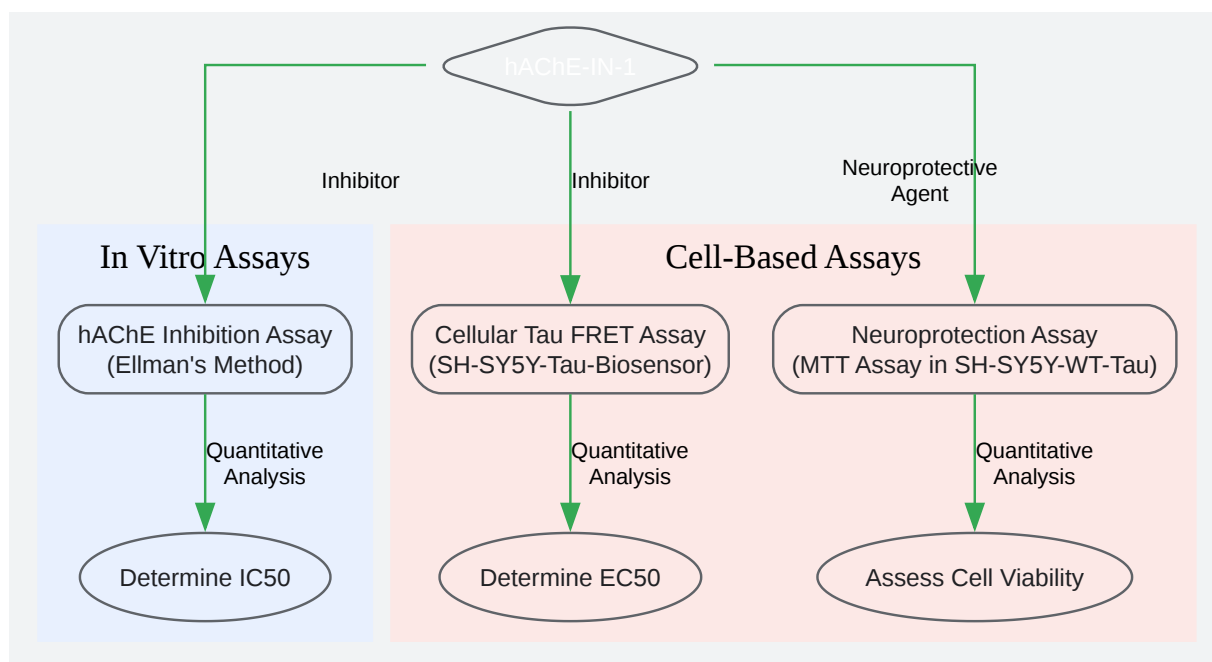 hAChE-IN-1
Inhibitor
Inhibitor
Neuroprotective
Agent
In Vitro Assays
Cell-Based Assays
hAChE Inhibition Assay
(Ellman's Method)
Cellular Tau FRET Assay
(SH-SY5Y-Tau-Biosensor)
Neuroprotection Assay
(MTT Assay in SH-SY5Y-WT-Tau)
Quantitative
Analysis
Quantitative
Analysis
Quantitative
Analysis
Determine IC50
Determine EC50
Assess Cell Viability